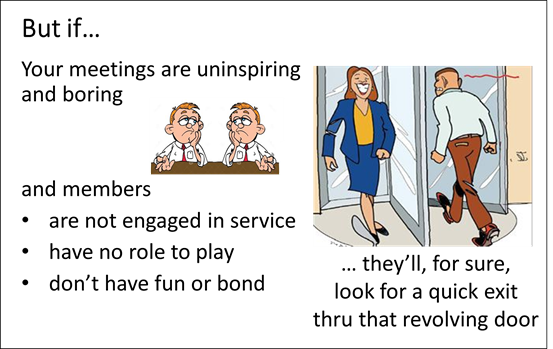 But if…
Your meetings are uninspiring
and boring
and members
• are not engaged in service
• have no role to play
• don’t have fun or bond
… they’ll, for sure,
look for a quick exit
thru that revolving door